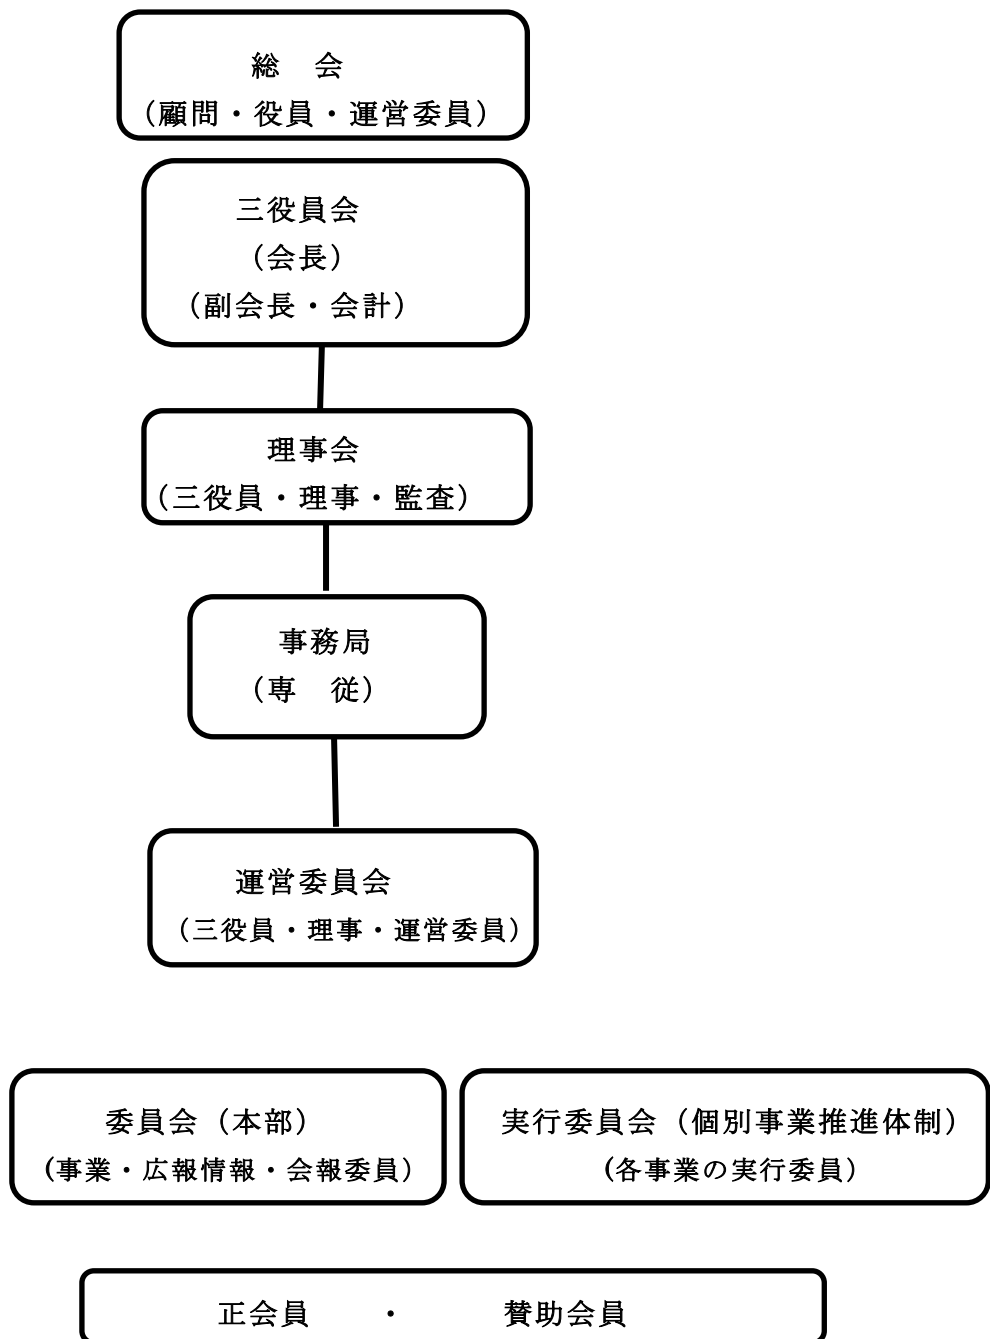 総　会
（顧問・役員・運営委員）
三役員会
（会長）
（副会長・会計）
理事会
（三役員・理事・監査）
事務局
（専　従）
運営委員会
（三役員・理事・運営委員）
委員会（本部）
（事業・広報情報・会報委員）
実行委員会（個別事業推進体制）
（各事業の実行委員）
正会員　　・　　　賛助会員